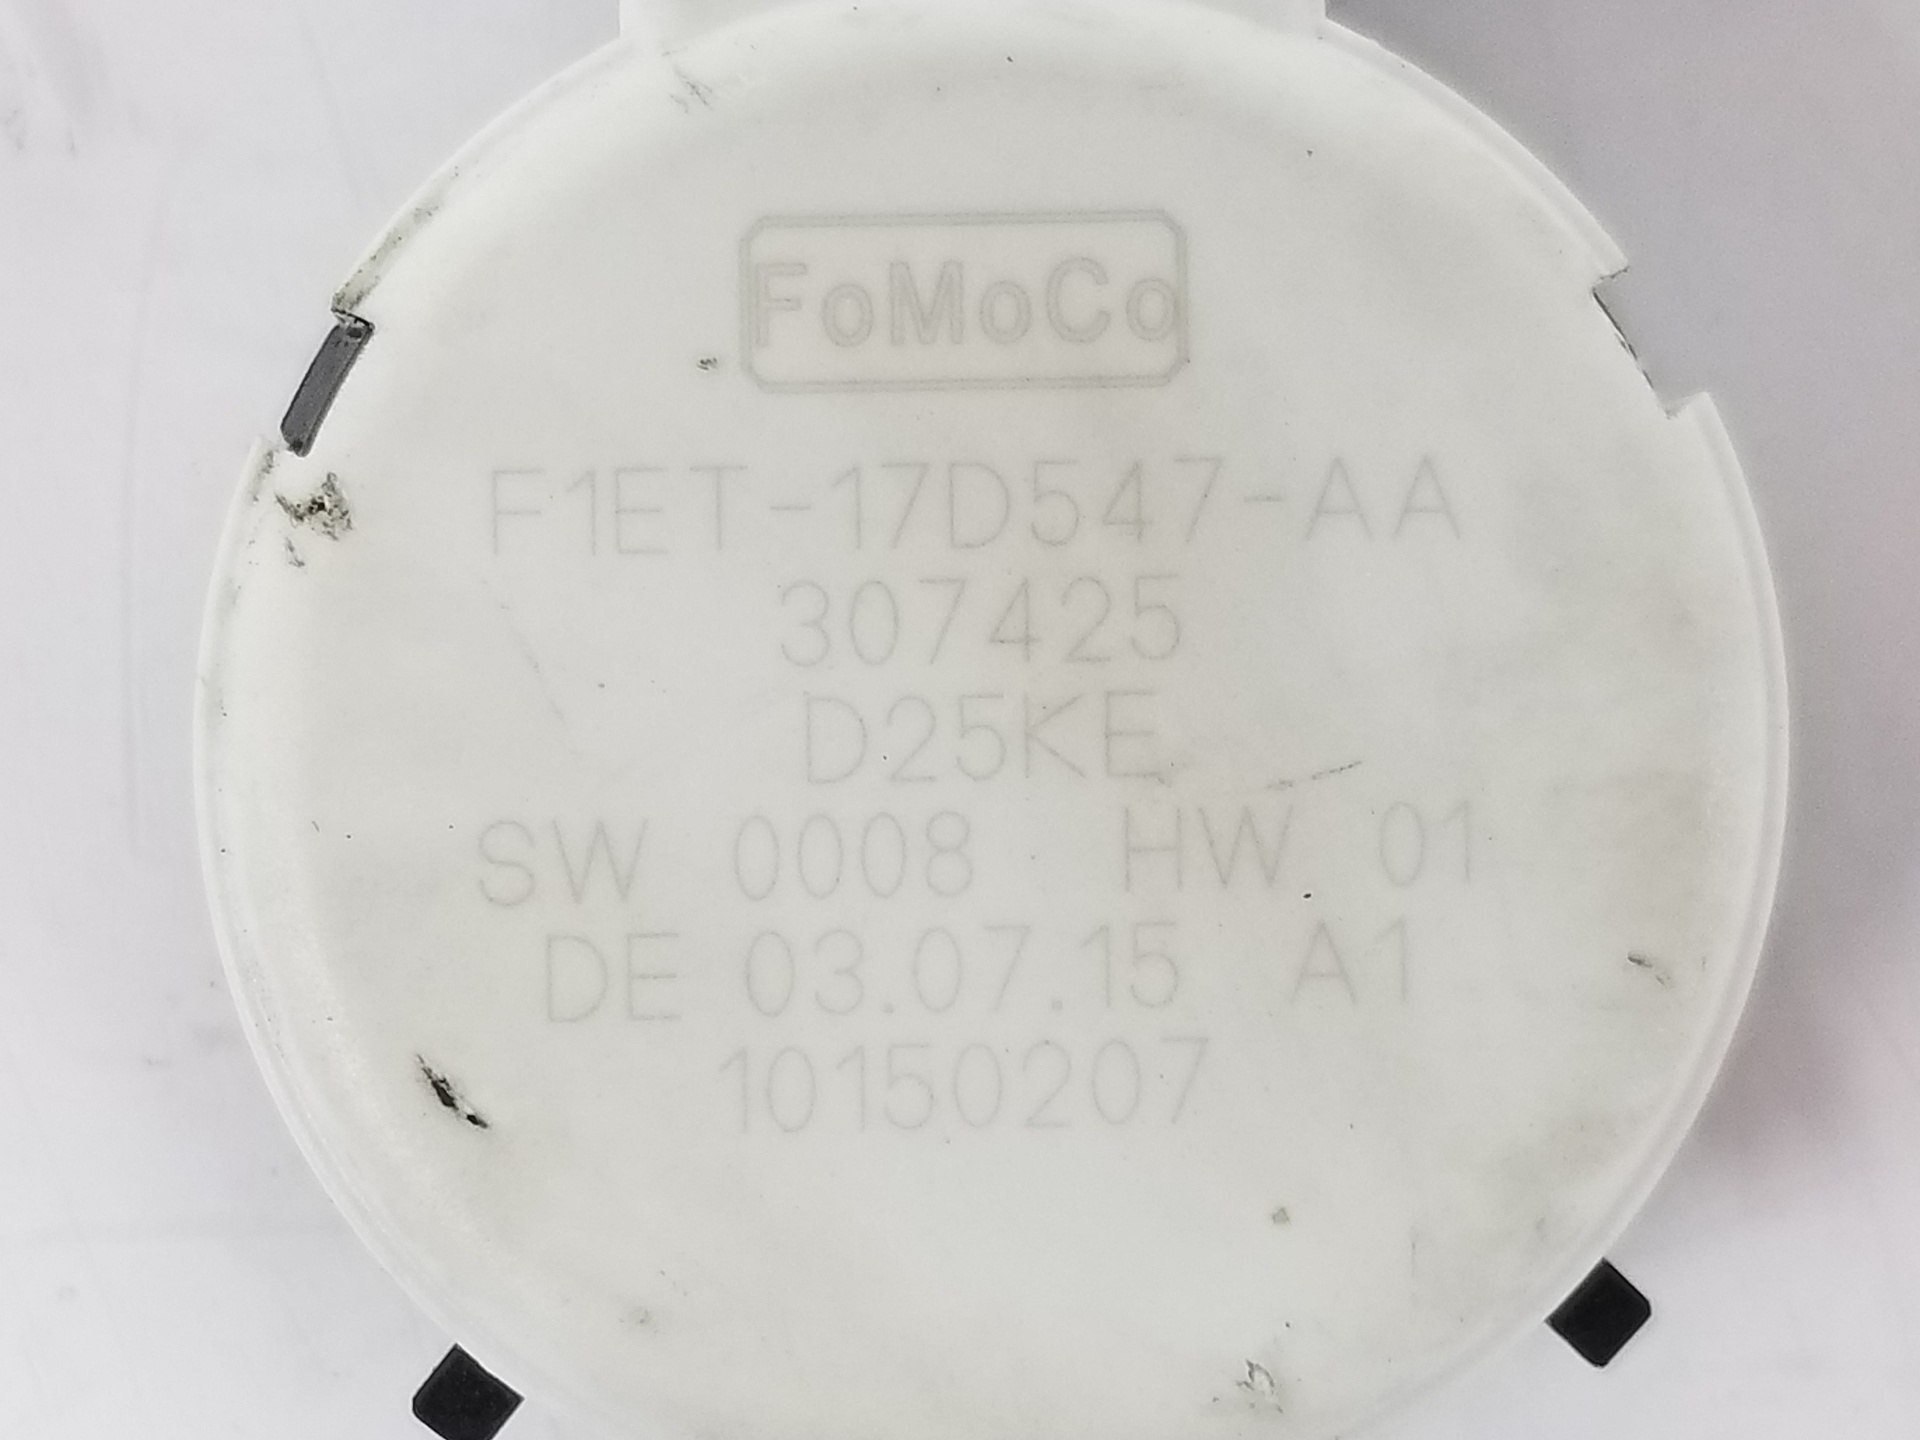 FoMoCo
F1ET-17D547-AA
307425
D25KE
SW 0008 HW 01
DE 03.07.15 A1
10150207